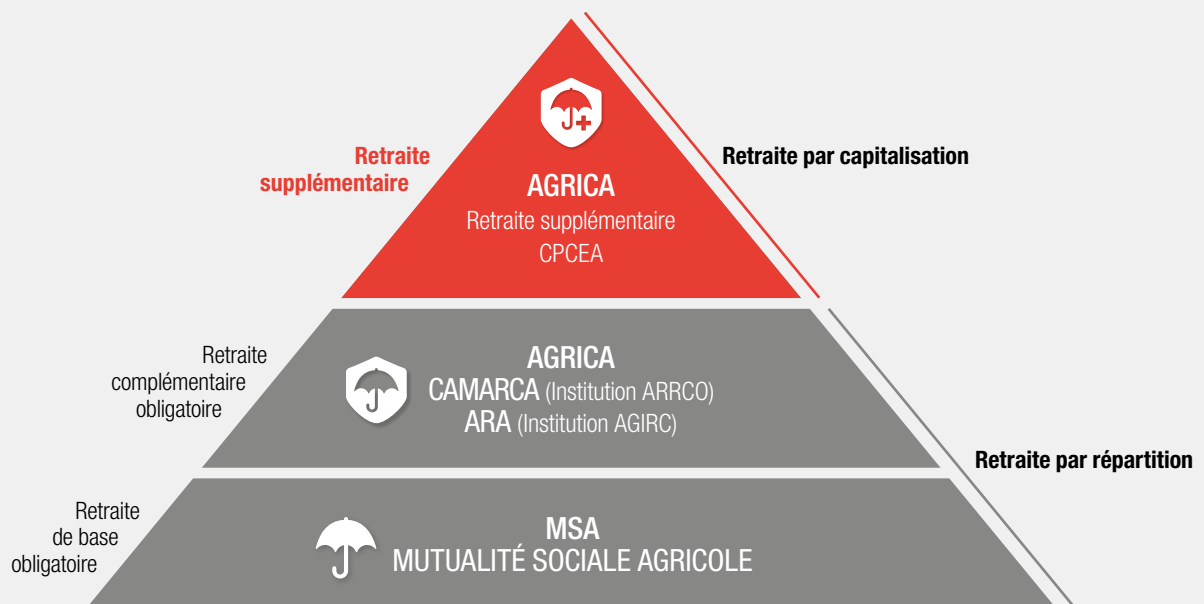 Retraite
supplémentaire
AGRICA
Retraite supplémentaire
CPCEA
Retraite par capitalisation
Retraite
complémentaire
obligatoire
AGRICA
CAMARCA (Institution ARRCO)
ARA (Institution AGIRC)
Retraite par répartition
Retraite
de base
obligatoire
MSA
MUTUALITÉ SOCIALE AGRICOLE